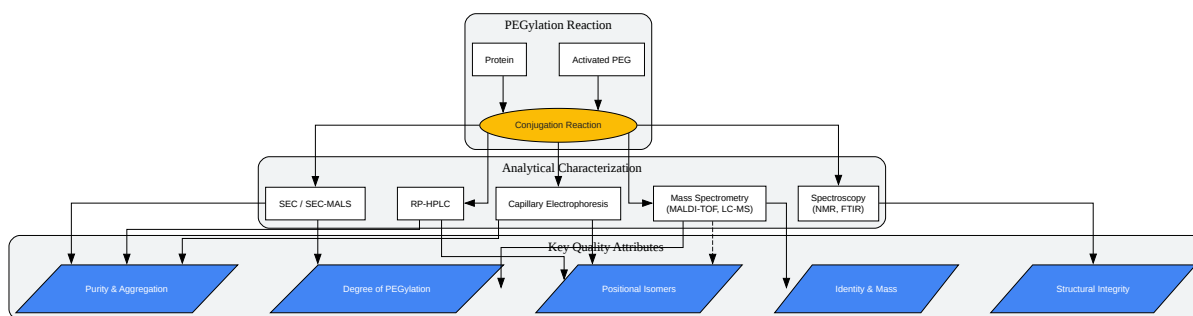 PEGylation Reaction
Protein
Activated PEG
Conjugation Reaction
Analytical Characterization
SEC / SEC-MALS
RP-HPLC
Capillary Electrophoresis
Mass Spectrometry
(MALDI-TOF, LC-MS)
Spectroscopy
(NMR, FTIR)
Key Quality Attributes
Purity & Aggregation
Degree of PEGylation
Positional Isomers
Identity & Mass
Structural Integrity